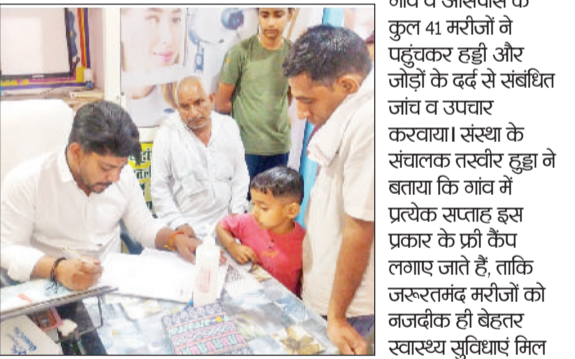 गांव व आसपास के
कुल 41 मरीजों ने
पहुंचकर हड्डी और
जोड़ों के दर्द से संबंधित
जांच व उपचार
करवाया। संस्था के
संचालक तस्वीर हुड्डा ने
बताया कि गांव में
प्रत्येक सप्ताह इस
प्रकार के फ्री कैंप
लगाए जाते हैं, ताकि
जरूरतमंद मरीजों को
नजदीक ही बेहतर
स्वास्थ्य सुविधाएं मिल